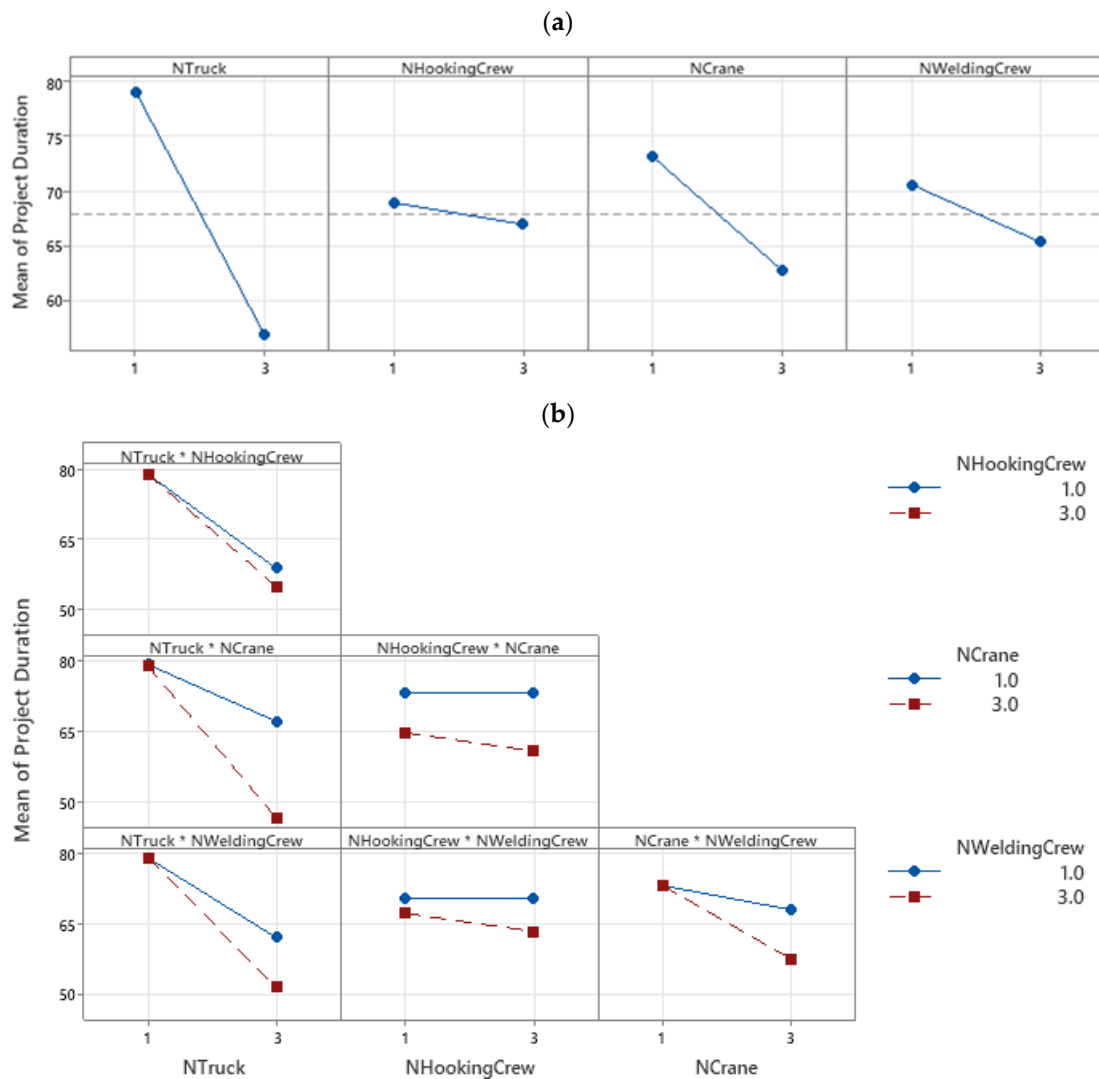 (a)
NTruck NHookingCrew NCrane NWeldingCrew
80
75
70
65
60
Mean of Project Duration
1 3 1 3 1 3 1 3
(b)
NTruck * NHookingCrew
80
65
50
NHookingCrew
1.0
3.0
NTruck * NCrane NHookingCrew * NCrane
80
65
50
NCrane
1.0
3.0
Mean of Project Duration
NTruck * NWeldingCrew NHookingCrew * NWeldingCrew NCrane * NWeldingCrew
80
65
50
NWeldingCrew
1.0
3.0
1 3 1 3 1 3
NTruck NHookingCrew NCrane